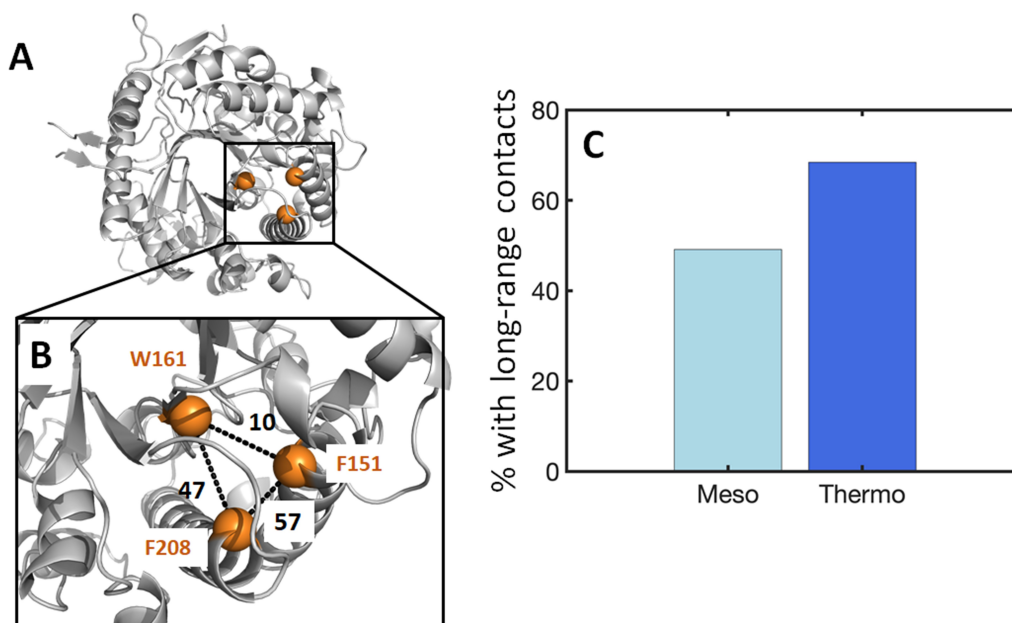 A
B
W161
10
F151
47
57
F208
C
% with long-range contacts
80
60
40
20
0
Meso
Thermo